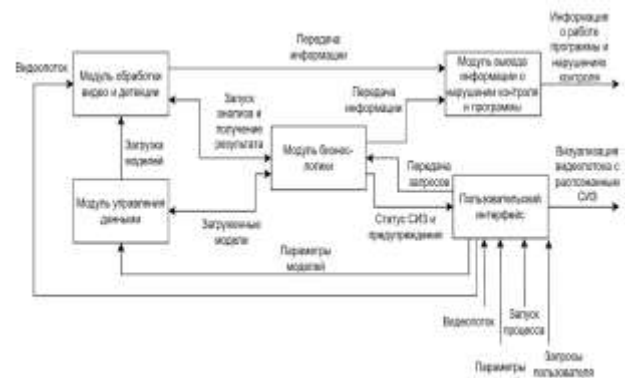 Видеопоток
Модуль обработки
видео и детекции
Передача
информации
Модуль вывода
информации о
нарушении контроля
и программы
Информация
о работе
программы и
нарушению
контроля
Загрузка
моделей
Запуск
анализа и
получение
результата
Передача
информации
Модуль бизнес-
логики
Передача
запросов
Визуализация
видеопотока с
распознанными
СИЗ
Модуль управления
данными
Загруженные
модели
Статус СИЗ и
предупреждения
Пользовательский
интерфейс
Параметры
моделей
Видеопоток
Запуск
процесса
Параметры
Запросы
пользователя